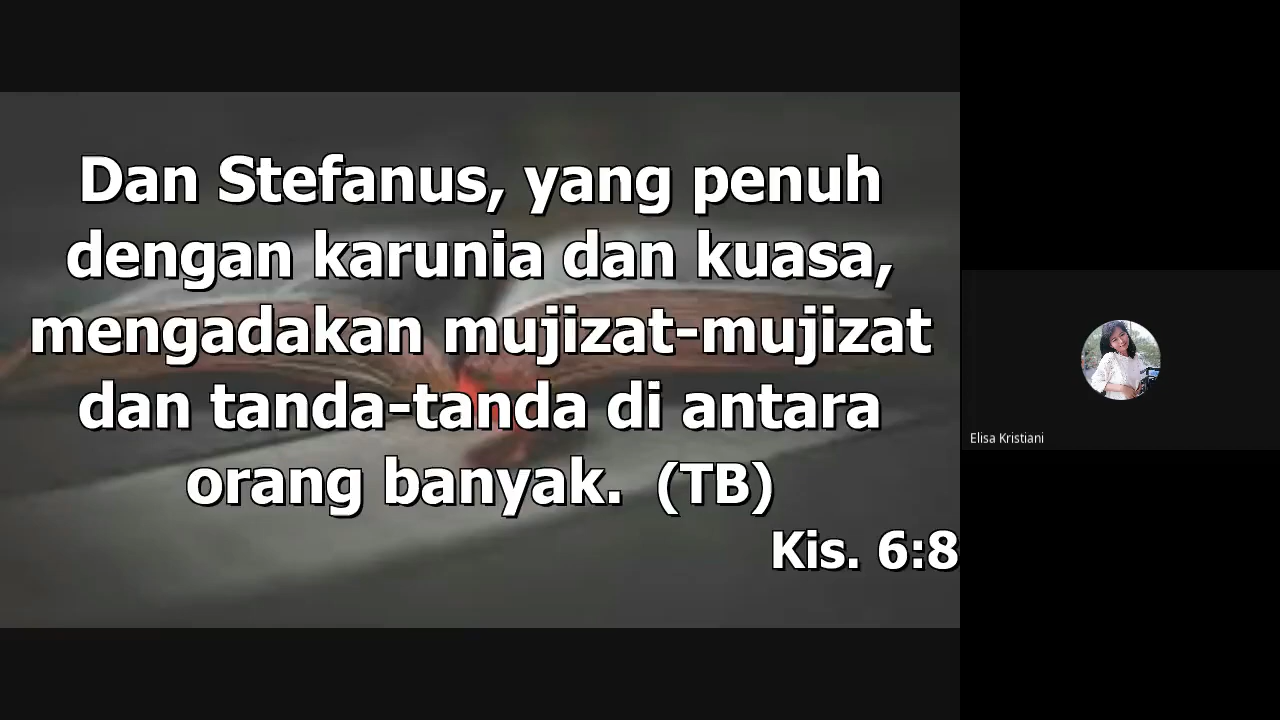 Dan Stefanus, yang penuh
dengan karunia dan kuasa,
mengadakan mujizat-mujizat
dan tanda-tanda di antara
orang banyak. (TB)
Kis. 6:8
Elisa Kristiani